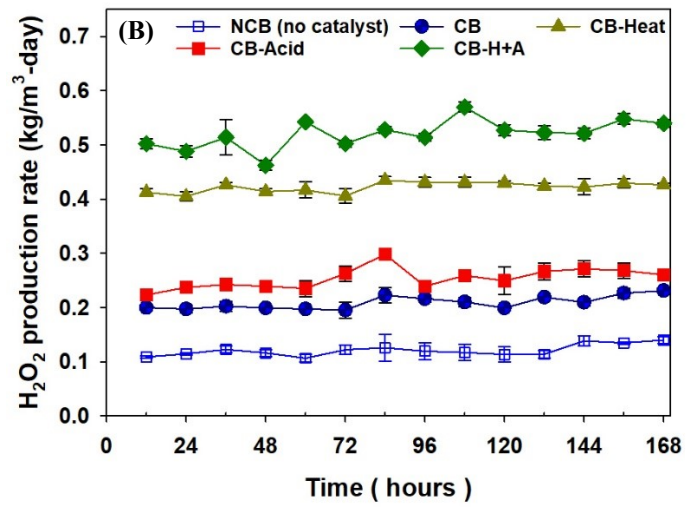 (B)
NCB (no catalyst)
CB
CB-Heat
CB-Acid
CB-H+A
H₂O₂ production rate (kg/m³-day)
0.7
0.6
0.5
0.4
0.3
0.2
0.1
0.0
0 24 48 72 96 120 144 168
Time ( hours )